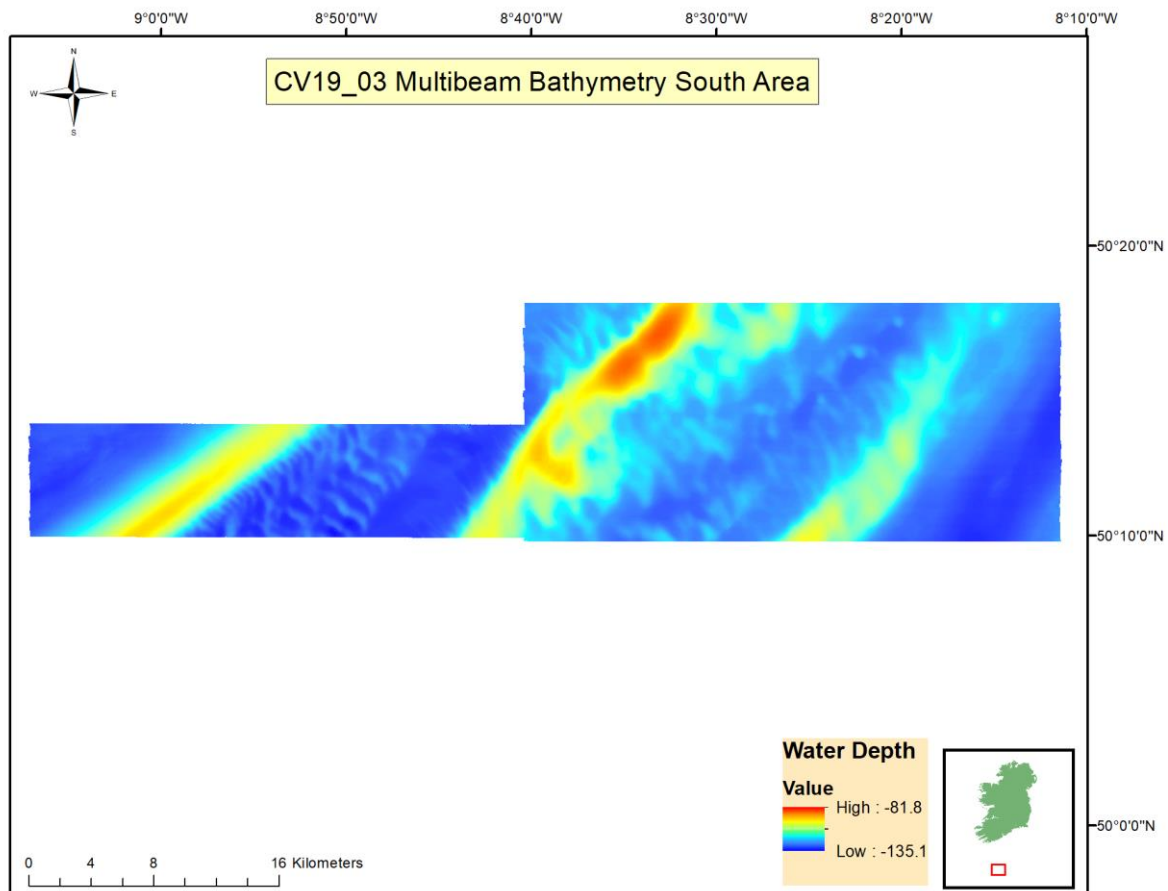 9°0'0"W
8°50'0"W
8°40'0"W
8°30'0"W
8°20'0"W
8°10'0"W
N
W E
S
CV19_03 Multibeam Bathymetry South Area
50°20'0"N
50°10'0"N
50°0'0"N
Water Depth
Value
High : -81.8
Low : -135.1
0 4 8 16 Kilometers